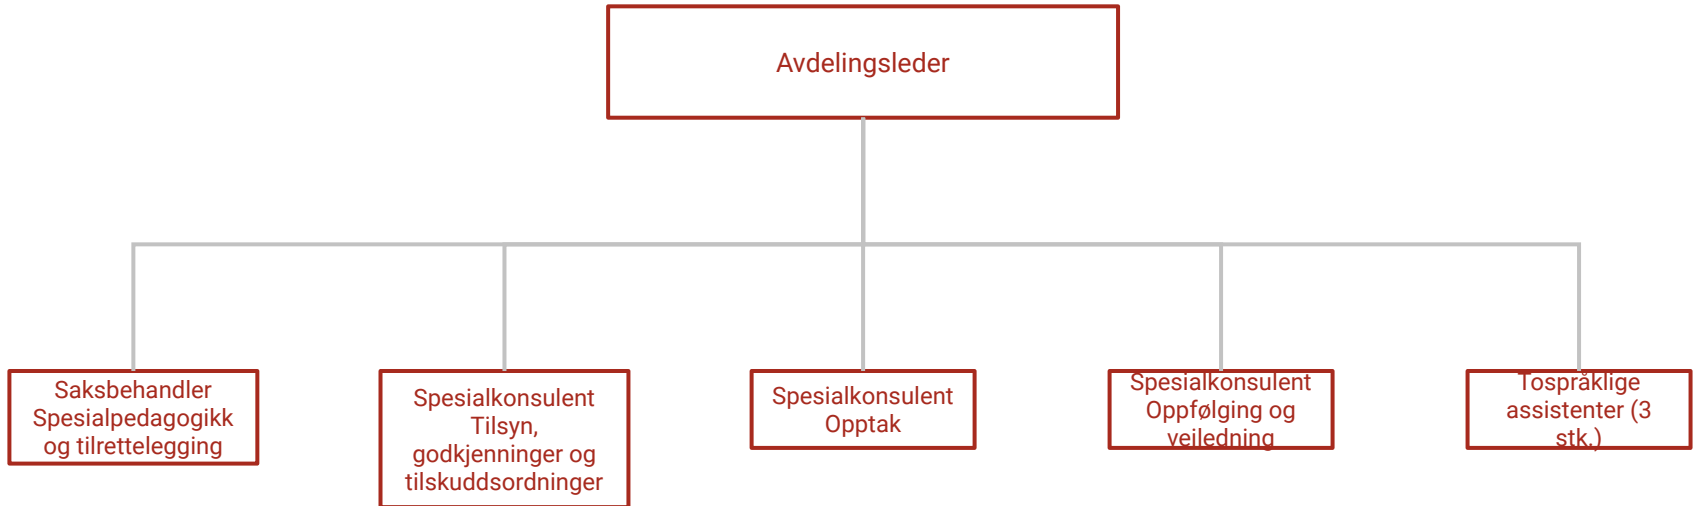 Avdelingsleder
Saksbehandler
Spesialpedagogikk
og tilrettelegging
Spesialkonsulent
Tilsyn,
godkjenninger og
tilskuddsordninger
Spesialkonsulent
Opptak
Spesialkonsulent
Oppfølging og
veiledning
Tospråklige
assistenter (3
stk.)